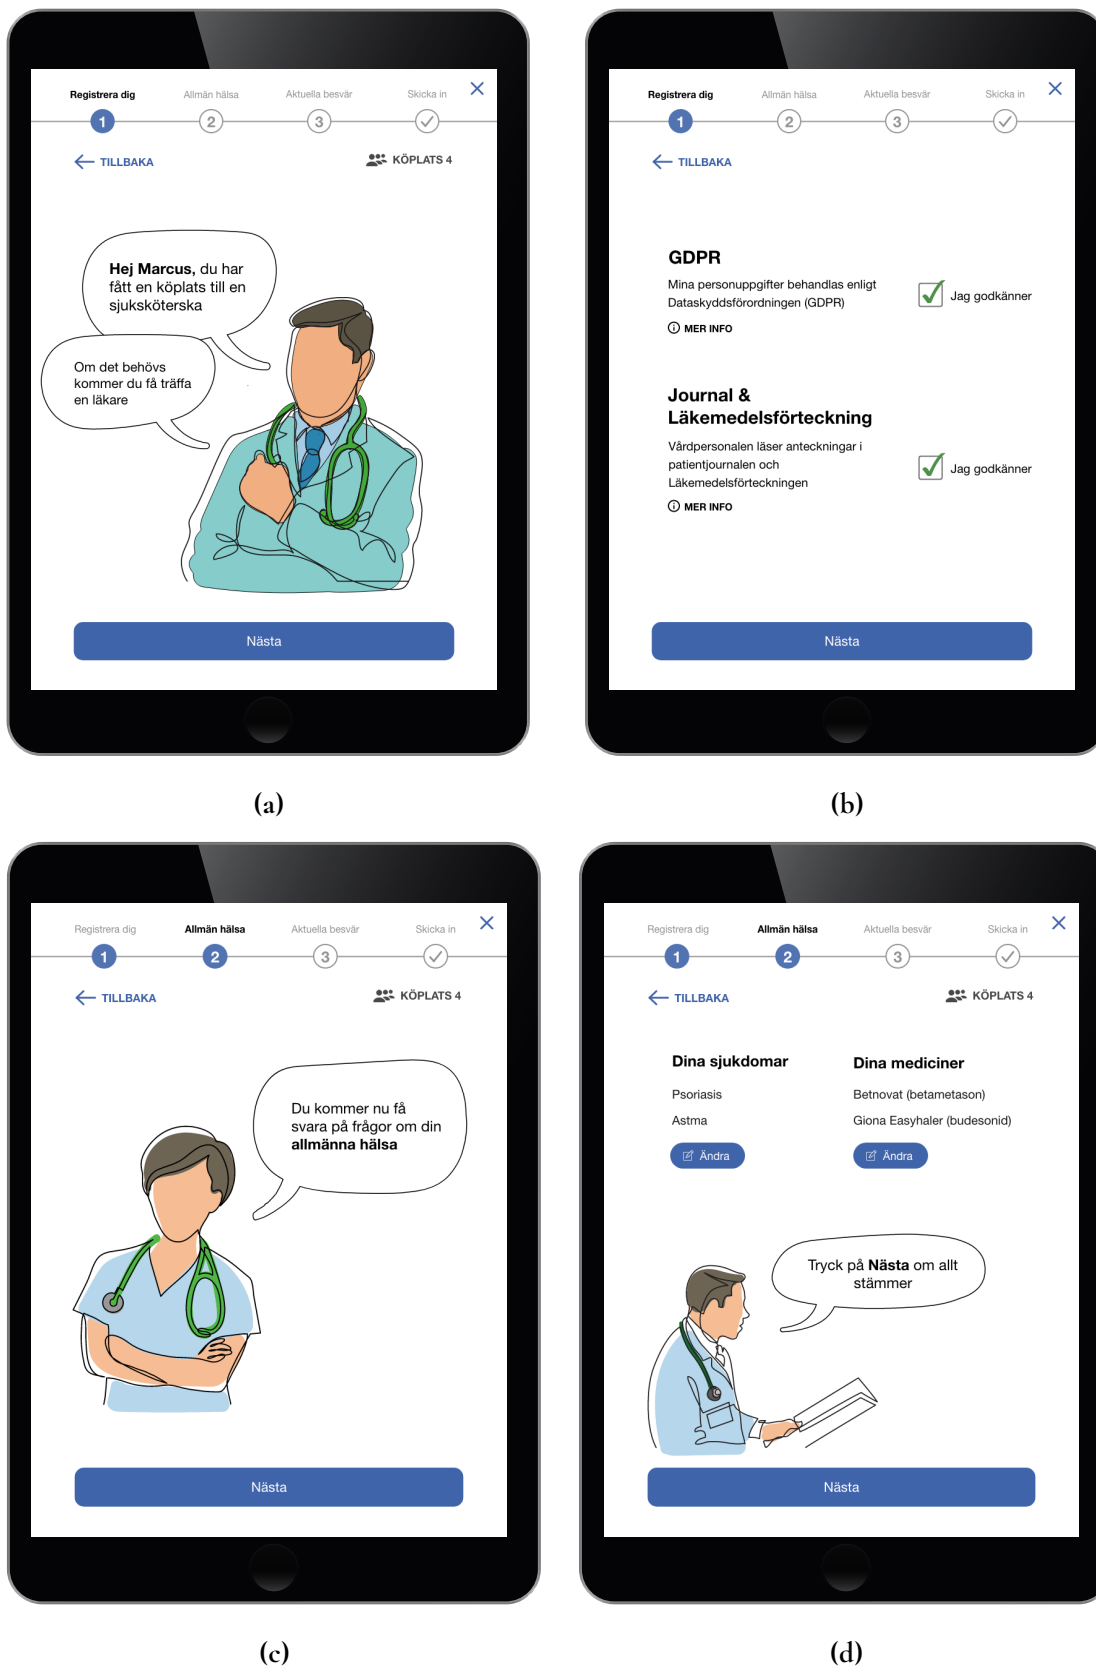 Registrera dig Allmän hälsa Aktuella besvär Skicka in
1 2 3
TILLBAKA KÖPLATS 4
Hej Marcus, du har
fått en köplats till en
sjuksköterska
Om det behövs
kommer du få träffa
en läkare
Nästa
(a)
Registrera dig Allmän hälsa Aktuella besvär Skicka in
1 2 3
TILLBAKA
GDPR
Mina personuppgifter behandlas enligt
Dataskyddsförordningen (GDPR)
Jag godkänner
MER INFO
Journal &
Läkemedelsförteckning
Vårdpersonalen läser anteckningar i
patientjournalen och
Läkemedelsförteckningen
Jag godkänner
MER INFO
Nästa
(b)
Registrera dig Allmän hälsa Aktuella besvär Skicka in
1 2 3
TILLBAKA KÖPLATS 4
Du kommer nu få
svara på frågor om din
allmänna hälsa
Nästa
(c)
Registrera dig Allmän hälsa Aktuella besvär Skicka in
1 2 3
TILLBAKA KÖPLATS 4
Dina sjukdomar
Psoriasis
Astma
Ändra
Dina mediciner
Betnovat (betametason)
Giona Easyhaler (budesonid)
Ändra
Tryck på Nästa om allt
stämmer
Nästa
(d)